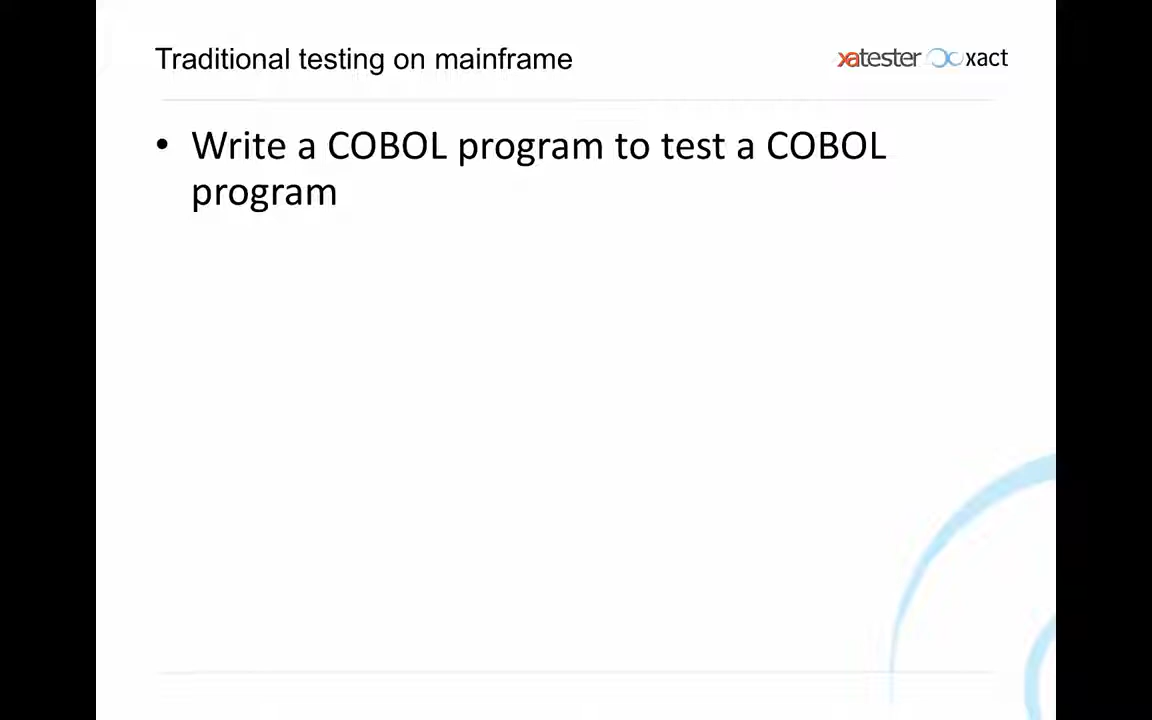 Traditional testing on mainframe
xatester xact
• Write a COBOL program to test a COBOL
program